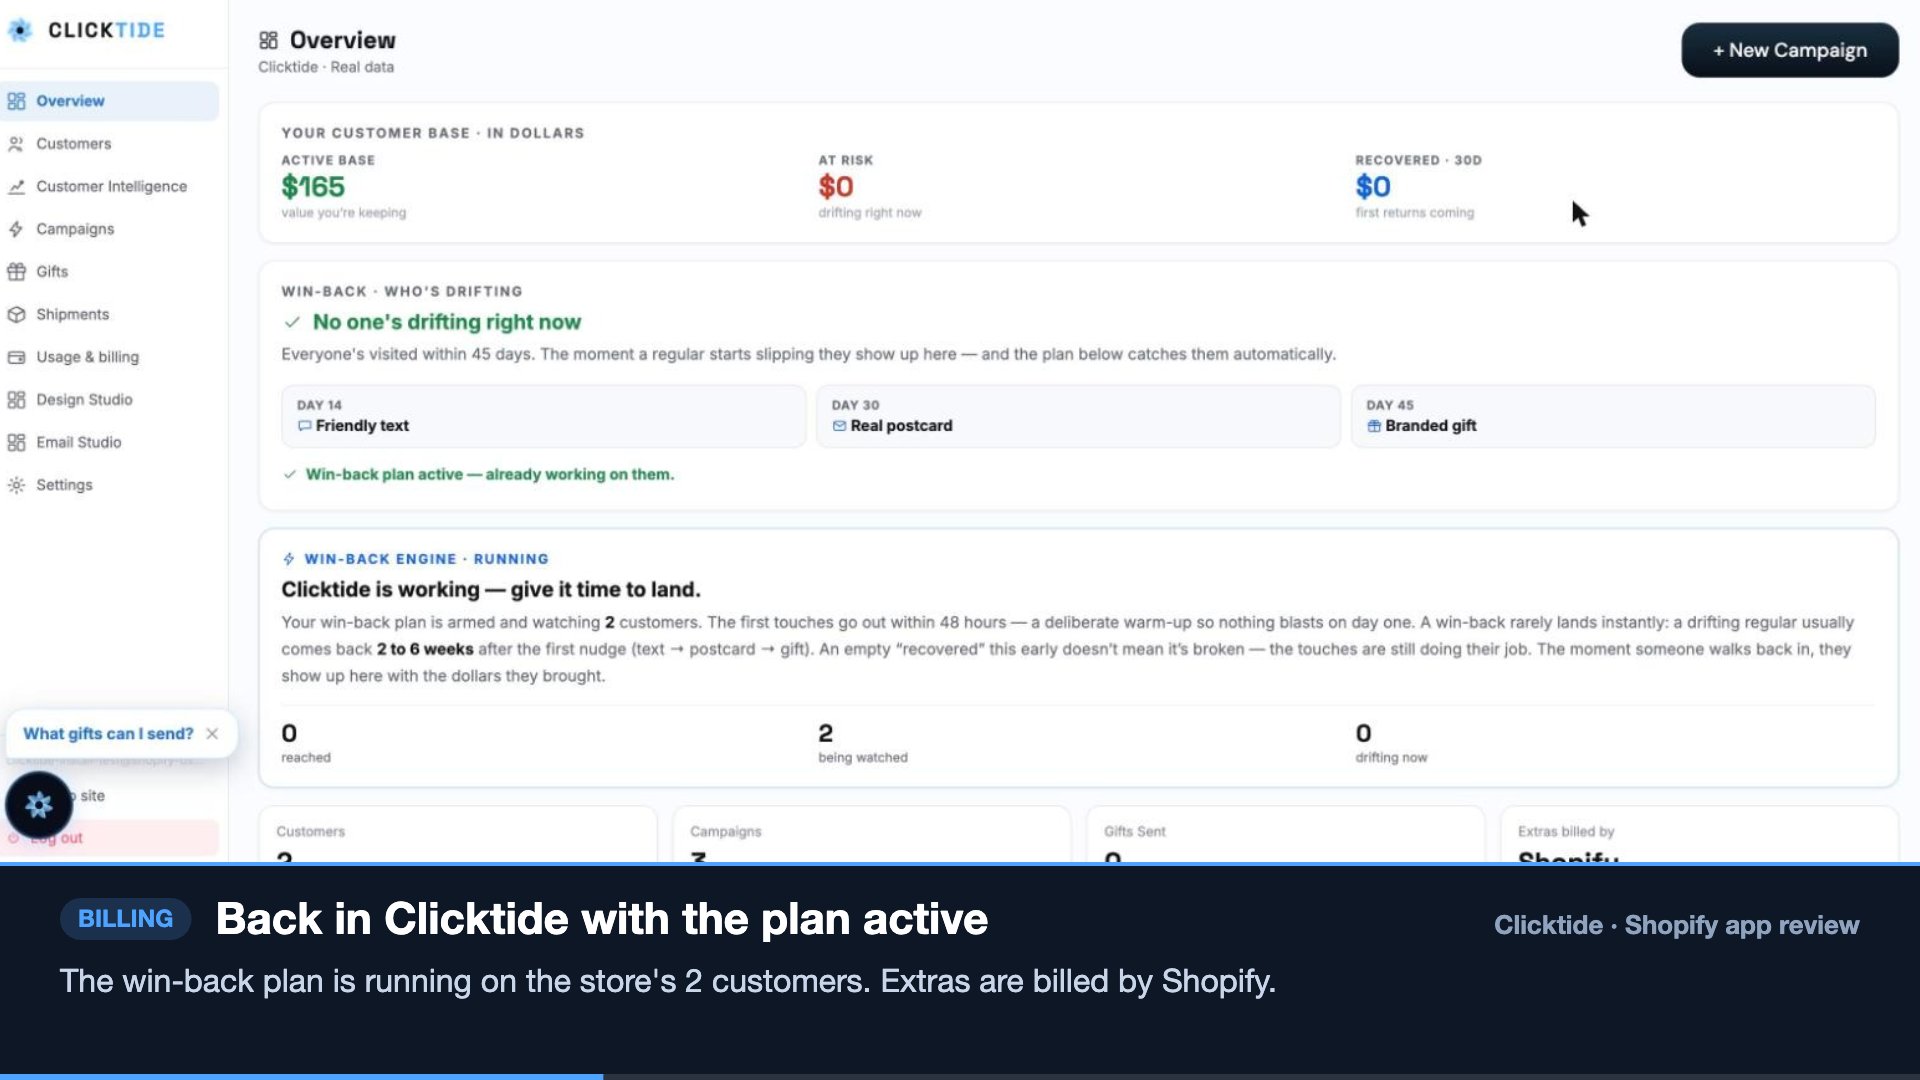 CLICKTIDE
Overview
Customers
Customer Intelligence
Campaigns
Gifts
Shipments
Usage & billing
Design Studio
Email Studio
Settings
What gifts can I send?
site
Log out
Overview
Clicktide · Real data
+ New Campaign
YOUR CUSTOMER BASE · IN DOLLARS
ACTIVE BASE
$165
value you're keeping
AT RISK
$0
drifting right now
RECOVERED · 30D
$0
first returns coming
WIN-BACK · WHO'S DRIFTING
No one's drifting right now
Everyone's visited within 45 days. The moment a regular starts slipping they show up here — and the plan below catches them automatically.
DAY 14
Friendly text
DAY 30
Real postcard
DAY 45
Branded gift
Win-back plan active — already working on them.
WIN-BACK ENGINE · RUNNING
Clicktide is working — give it time to land.
Your win-back plan is armed and watching 2 customers. The first touches go out within 48 hours — a deliberate warm-up so nothing blasts on day one. A win-back rarely lands instantly: a drifting regular usually
comes back 2 to 6 weeks after the first nudge (text → postcard → gift). An empty “recovered” this early doesn't mean it's broken — the touches are still doing their job. The moment someone walks back in, they
show up here with the dollars they brought.
0
reached
2
being watched
0
drifting now
Customers
2
Campaigns
3
Gifts Sent
0
Extras billed by
Shopify
BILLING
Back in Clicktide with the plan active
Clicktide · Shopify app review
The win-back plan is running on the store's 2 customers. Extras are billed by Shopify.